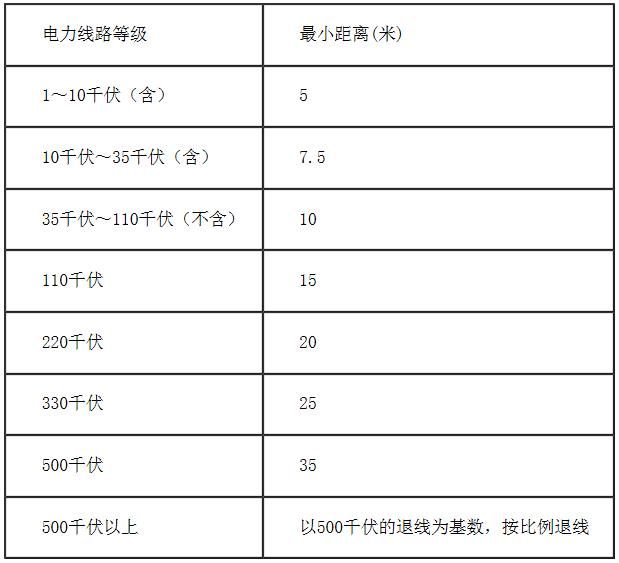 电力线路等级 最小距离(米)
1～10千伏（含） 5
10千伏～35千伏（含） 7.5
35千伏～110千伏（不含） 10
110千伏 15
220千伏 20
330千伏 25
500千伏 35
500千伏以上 以500千伏的退线为基数，按比例退线